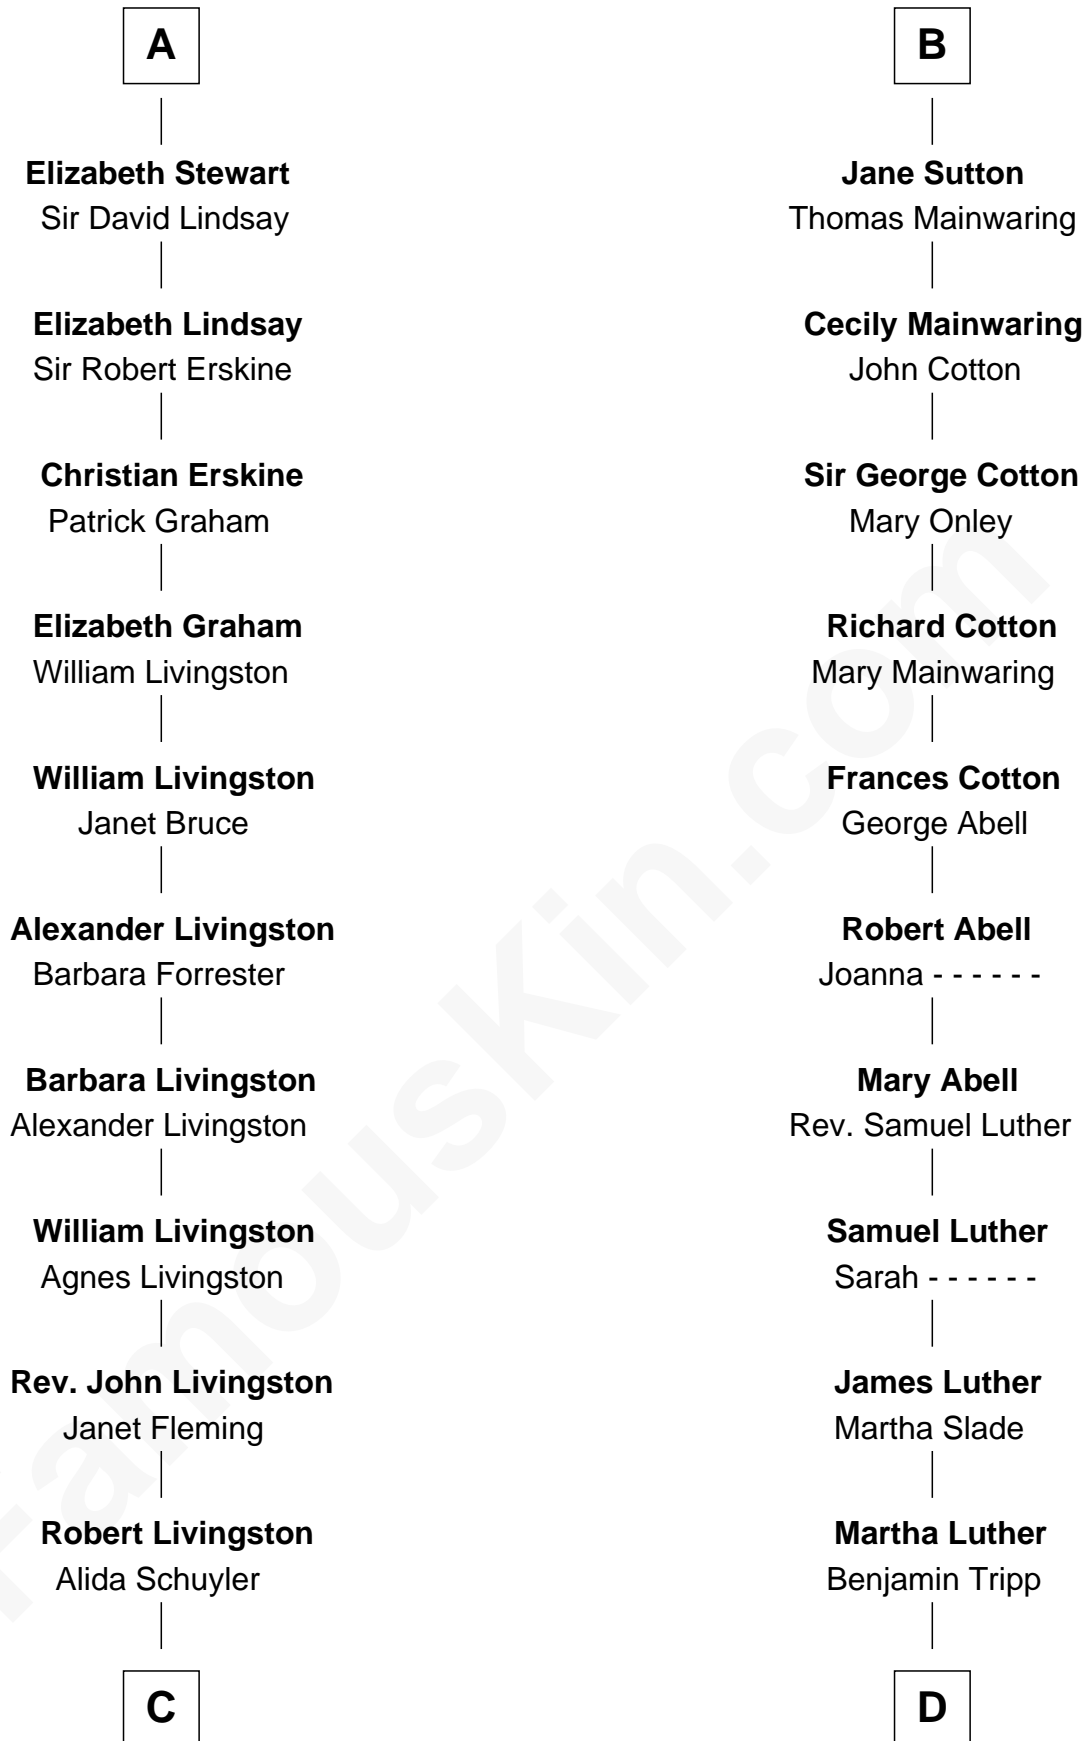 A
Elizabeth Stewart
Sir David Lindsay
Elizabeth Lindsay
Sir Robert Erskine
Christian Erskine
Patrick Graham
Elizabeth Graham
William Livingston
William Livingston
Janet Bruce
Alexander Livingston
Barbara Forrester
Barbara Livingston
Alexander Livingston
William Livingston
Agnes Livingston
Rev. John Livingston
Janet Fleming
Robert Livingston
Alida Schuyler
C
B
Jane Sutton
Thomas Mainwaring
Cecily Mainwaring
John Cotton
Sir George Cotton
Mary Onley
Richard Cotton
Mary Mainwaring
Frances Cotton
George Abell
Robert Abell
Joanna - - - - - -
Mary Abell
Rev. Samuel Luther
Samuel Luther
Sarah - - - - - -
James Luther
Martha Slade
Martha Luther
Benjamin Tripp
D
FamousKin.com